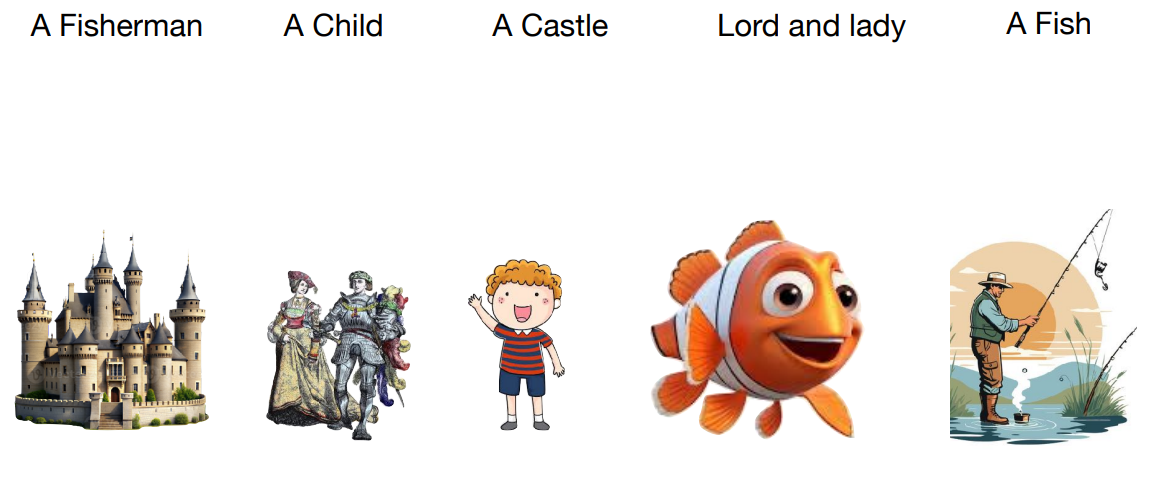 A Fisherman
A Child
A Castle
Lord and lady
A Fish